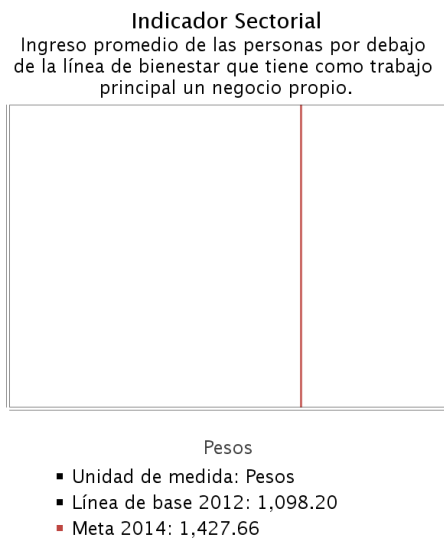 Indicador Sectorial
Ingreso promedio de las personas por debajo
de la línea de bienestar que tiene como trabajo
principal un negocio propio.
Pesos
▪ Unidad de medida: Pesos
▪ Línea de base 2012: 1,098.20
▪ Meta 2014: 1,427.66